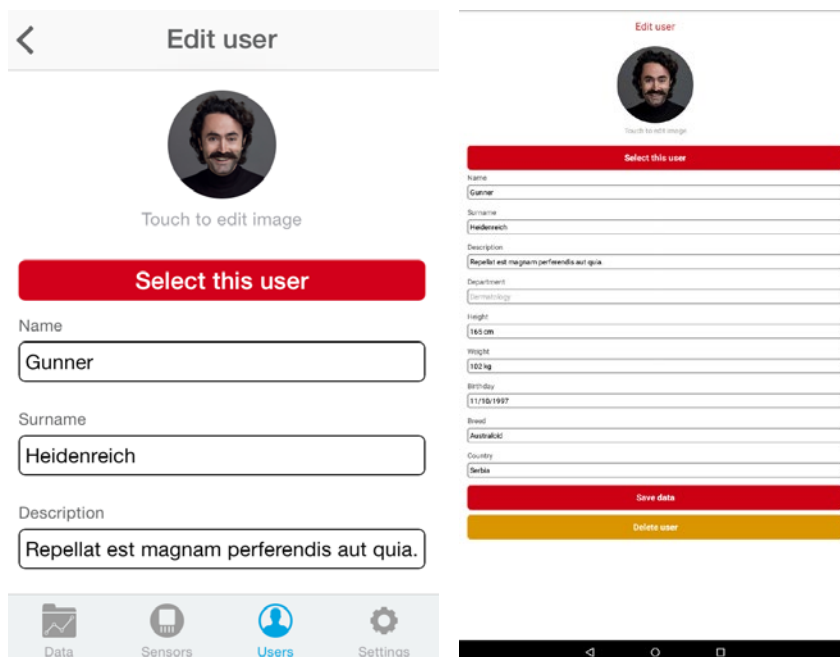 Edit user
Touch to edit image
Select this user
Name
Gunner
Surname
Heidenreich
Description
Repellat est magnam perferendis aut quia.
Data
Sensors
Users
Settings
Edit user
Touch to edit image
Select this user
Name
Gunner
Surname
Heidenreich
Description
Repellat est magnam perferendis aut quia.
Department
Dermatology
Height
165 cm
Weight
102 kg
Birthday
11/10/1997
Breed
Australoid
Country
Serbia
Save data
Delete user